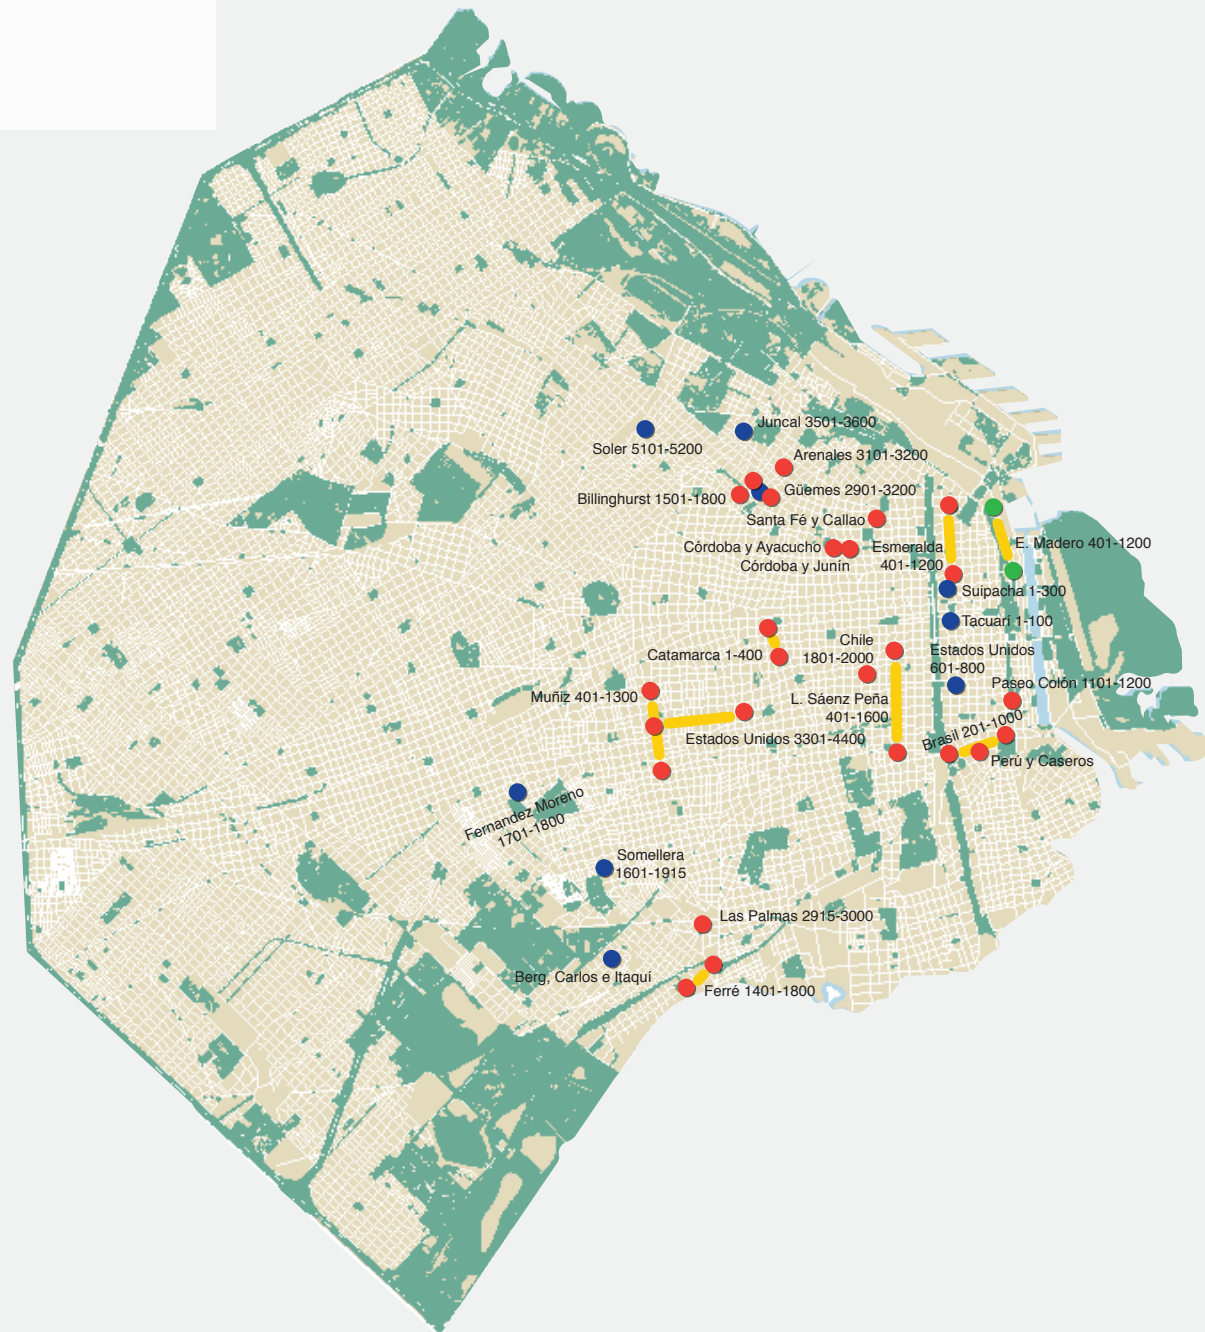 Juncal 3501-3600
Soler 5101-5200
Arenales 3101-3200
Güemes 2901-3200
Billinghurst 1501-1800
Santa Fé y Callao
Córdoba y Ayacucho
Córdoba y Junín
Esmeralda
401-1200
E. Madero 401-1200
Suipacha 1-300
Tacuarí 1-100
Chile
1801-2000
Estados Unidos
601-800
Catamarca 1-400
Paseo Colón 1101-1200
Muñiz 401-1300
L. Sáenz Peña
401-1600
Estados Unidos 3301-4400
Brasil 201-1000
Perú y Caseros
Fernandez Moreno
1701-1800
Somellera
1601-1915
Las Palmas 2915-3000
Berg, Carlos e Itaquí
Ferré 1401-1800